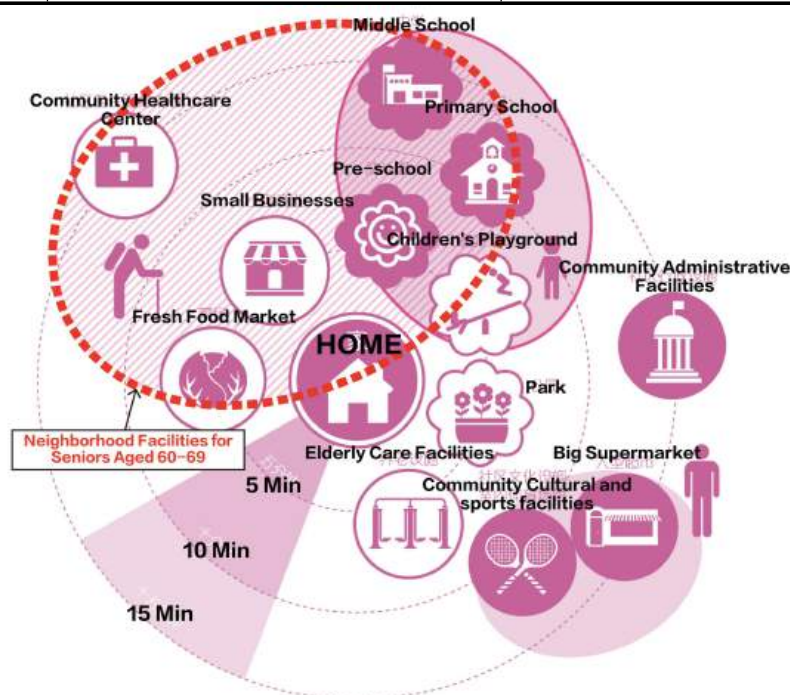 Middle School
Community Healthcare
Center
Primary School
Pre-school
Small Businesses
Children's Playground
Community Administrative
Facilities
Fresh Food Market
HOME
Park
Neighborhood Facilities for
Seniors Aged 60-69
Elderly Care Facilities
Big Supermarket
5 Min
Community Cultural and
sports facilities
10 Min
15 Min